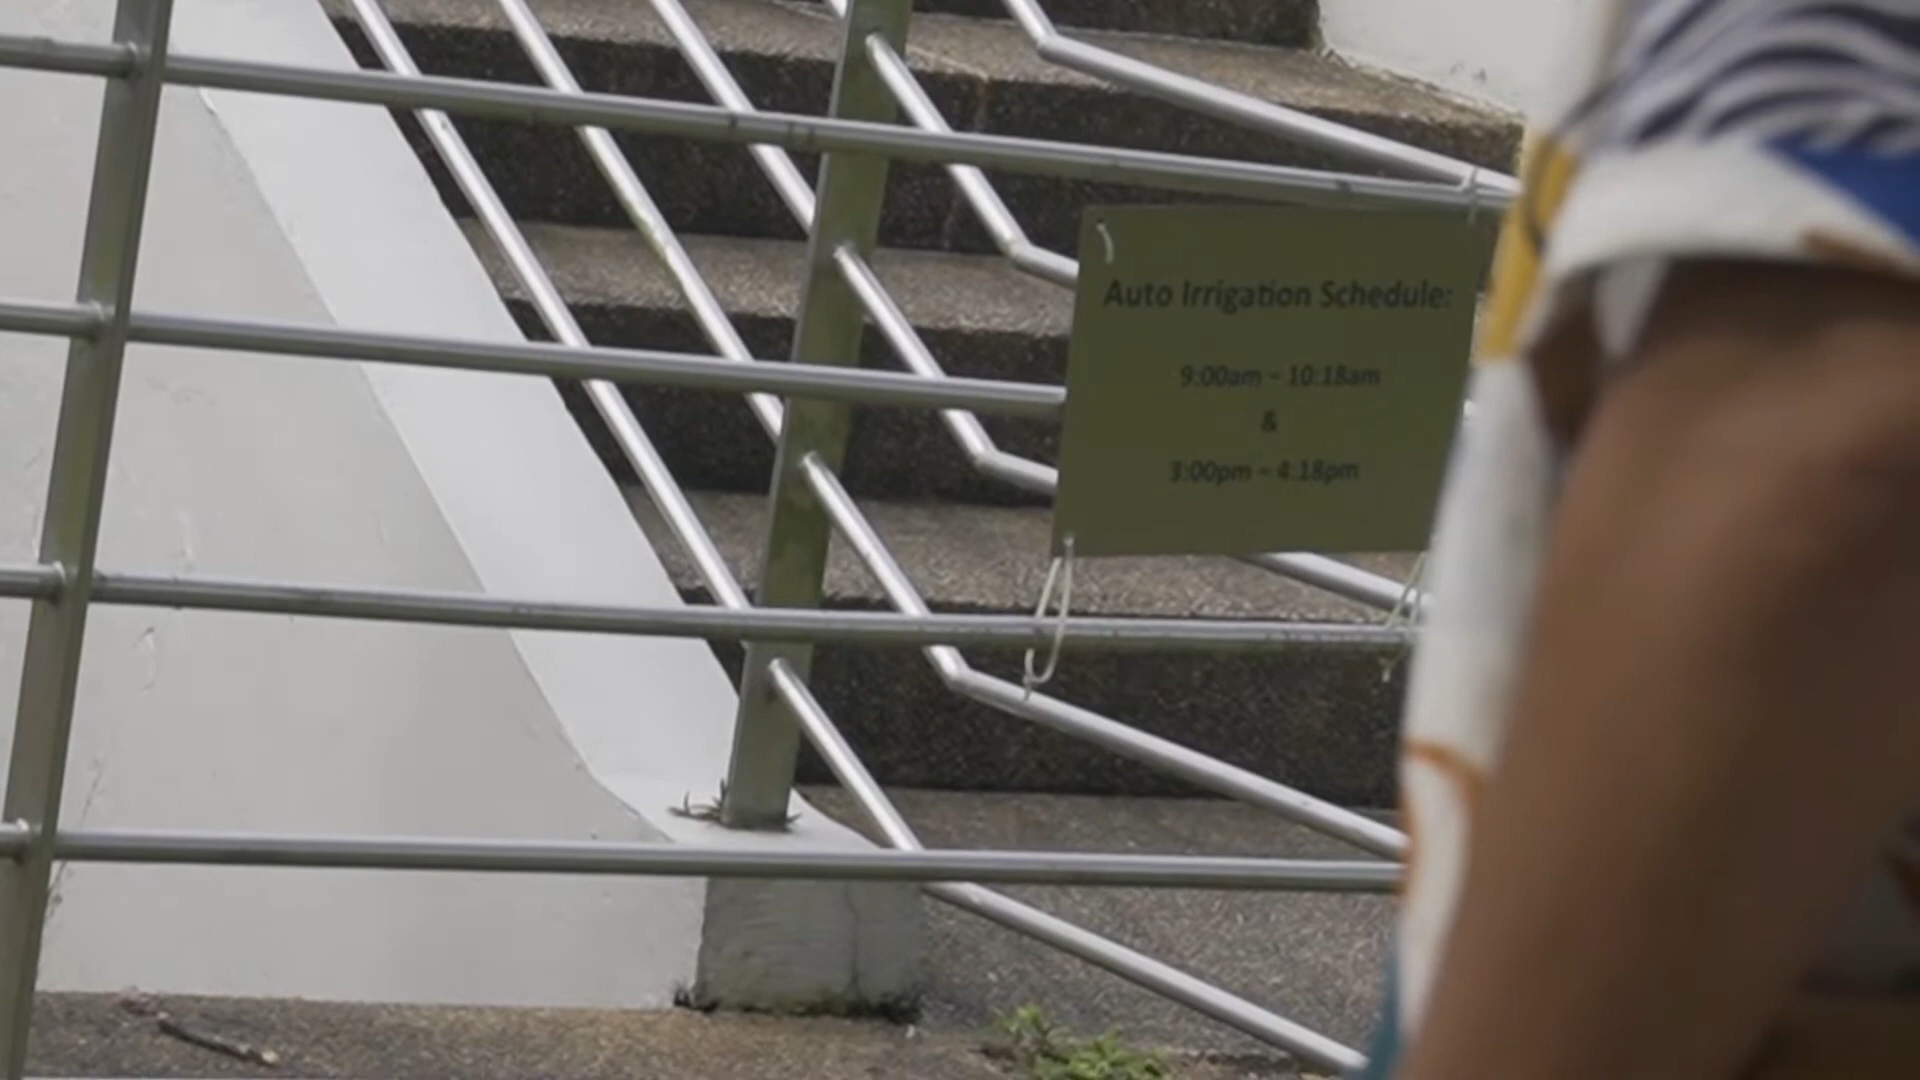 Auto Irrigation Schedule:
9:00am – 10:18am
&
3:00pm – 4:18pm